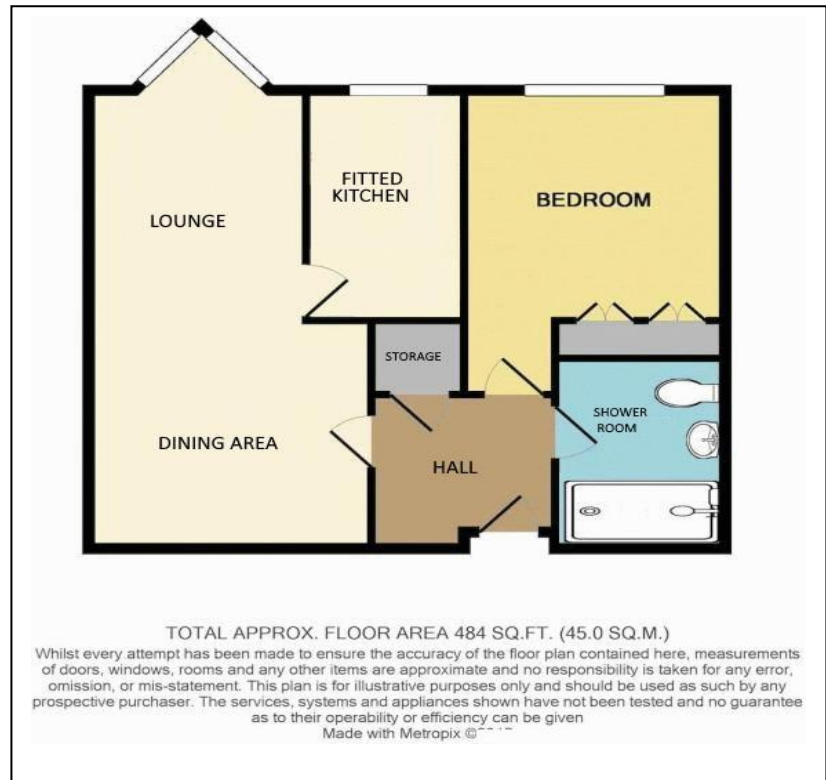 FITTED
KITCHEN
BEDROOM
LOUNGE
STORAGE
SHOWER
ROOM
DINING AREA
HALL
TOTAL APPROX. FLOOR AREA 484 SQ.FT. (45.0 SQ.M.)
Whilst every attempt has been made to ensure the accuracy of the floor plan contained here, measurements
of doors, windows, rooms and any other items are approximate and no responsibility is taken for any error,
omission, or mis-statement. This plan is for illustrative purposes only and should be used as such by any
prospective purchaser. The services, systems and appliances shown have not been tested and no guarantee
as to their operability or efficiency can be given
Made with Metropix ©